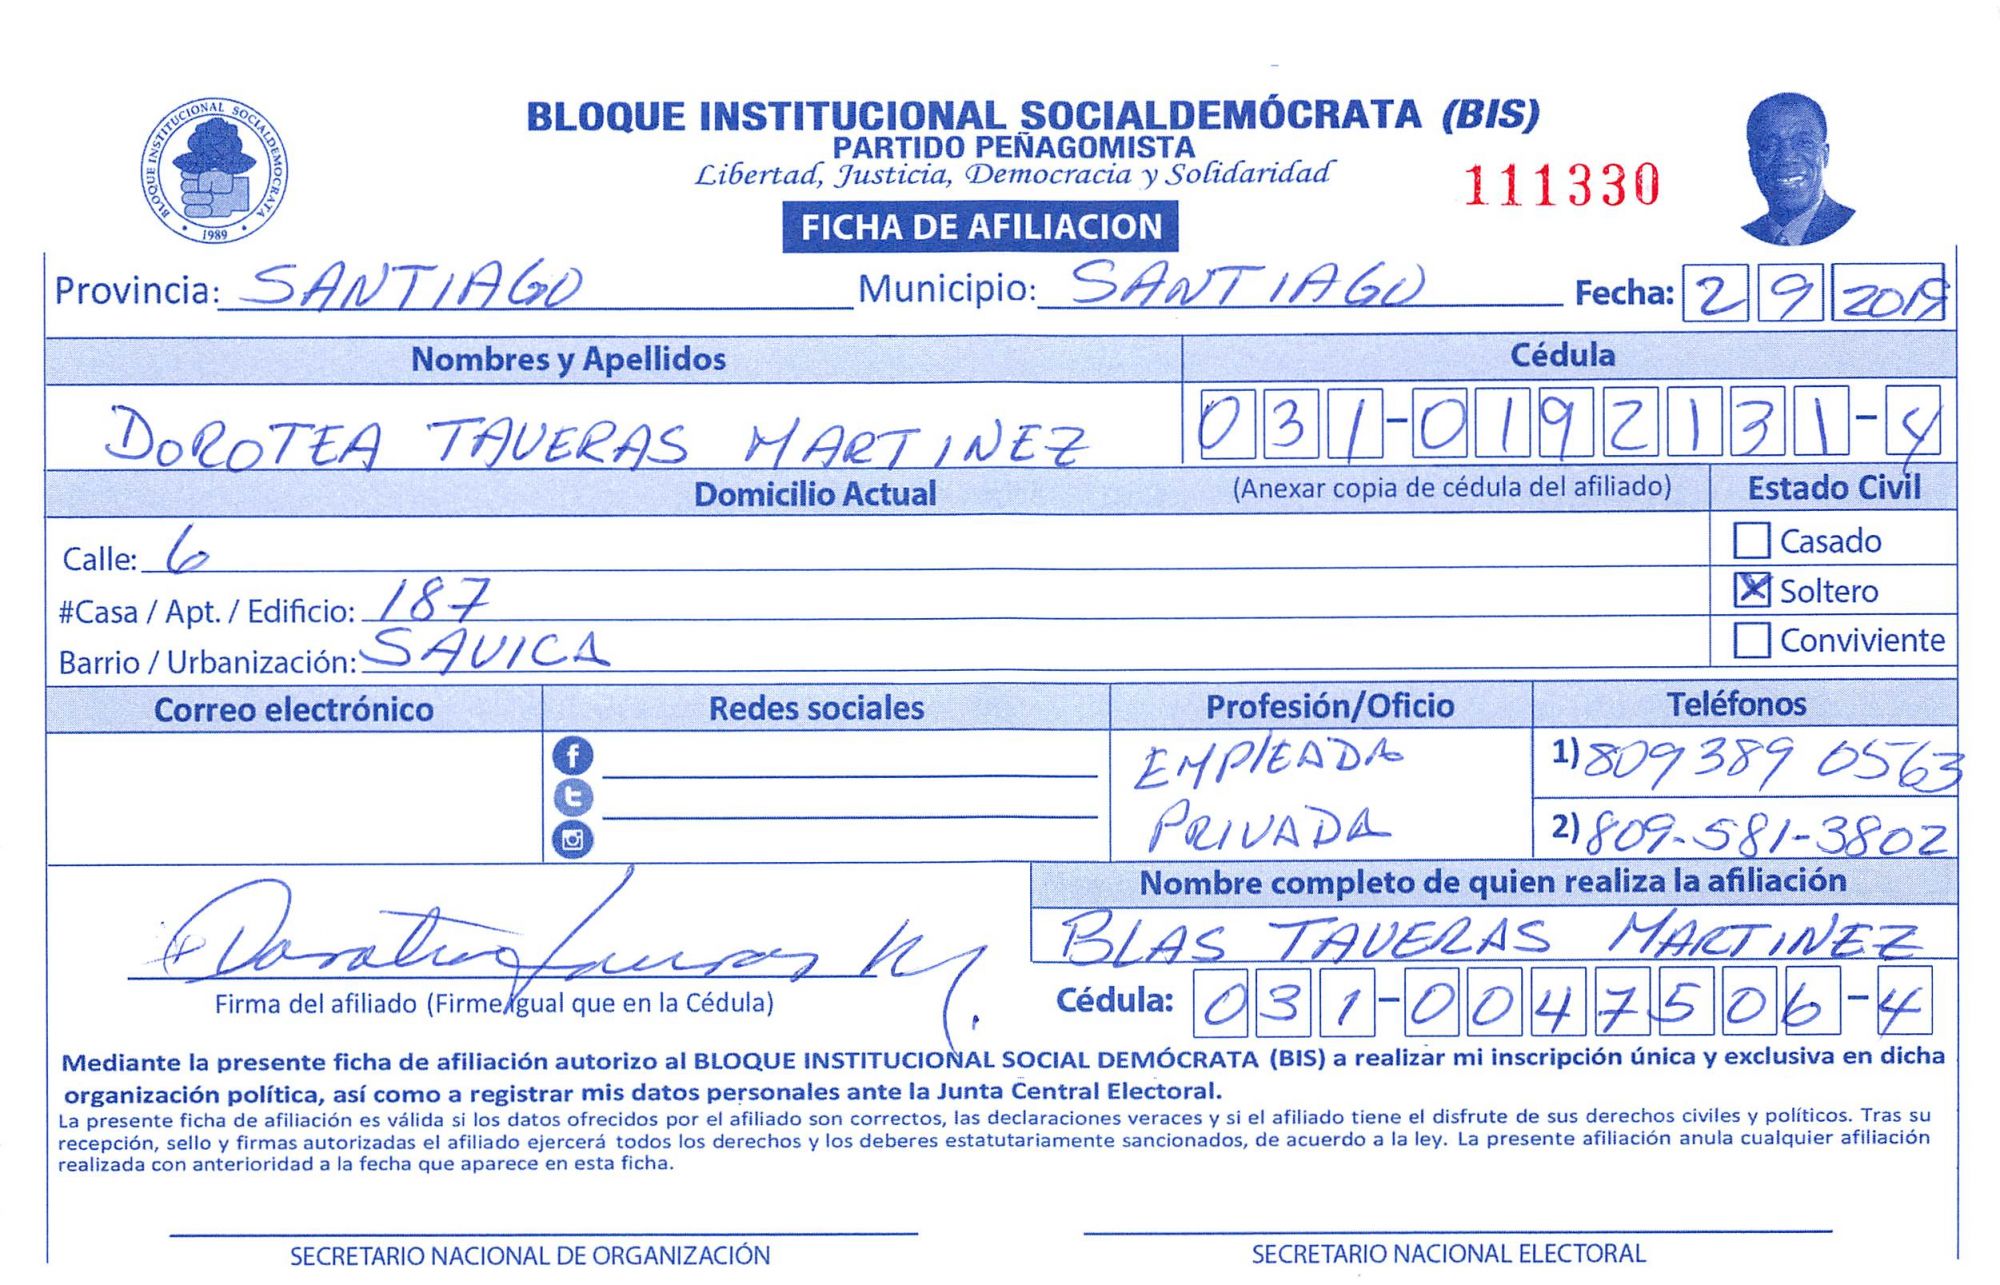 BLOQUE INSTITUCIONAL SOCIALDEMOCRATA
1989
BLOQUE INSTITUCIONAL SOCIALDEMÓCRATA (BIS)
PARTIDO PEÑAGOMISTA
Libertad, Justicia, Democracia y Solidaridad
111330
FICHA DE AFILIACION
Provincia: SANTIAGO Municipio: SANTIAGO Fecha: 2 9 2019
Nombres y Apellidos Cédula
DOROTEA TAVERAS MARTINEZ 031-0192131-4
Domicilio Actual (Anexar copia de cédula del afiliado) Estado Civil
Calle: 6 Casado
#Casa / Apt. / Edificio: 187 Soltero
Barrio / Urbanización: SAVICA Conviviente
Correo electrónico Redes sociales Profesión/Oficio Teléfonos
EMPLEADA 1) 809 389 0563
PRIVADA 2) 809-581-3802
Nombre completo de quien realiza la afiliación
BLAS TAVERAS MARTINEZ
Dorotea Taveras M.
Firma del afiliado (Firme Igual que en la Cédula) Cédula: 031-0047506-4
Mediante la presente ficha de afiliación autorizo al BLOQUE INSTITUCIONAL SOCIAL DEMÓCRATA (BIS) a realizar mi inscripción única y exclusiva en dicha
organización política, así como a registrar mis datos personales ante la Junta Central Electoral.
La presente ficha de afiliación es válida si los datos ofrecidos por el afiliado son correctos, las declaraciones veraces y si el afiliado tiene el disfrute de sus derechos civiles y políticos. Tras su
recepción, sello y firmas autorizadas el afiliado ejercerá todos los derechos y los deberes estatutariamente sancionados, de acuerdo a la ley. La presente afiliación anula cualquier afiliación
realizada con anterioridad a la fecha que aparece en esta ficha.
SECRETARIO NACIONAL DE ORGANIZACIÓN SECRETARIO NACIONAL ELECTORAL